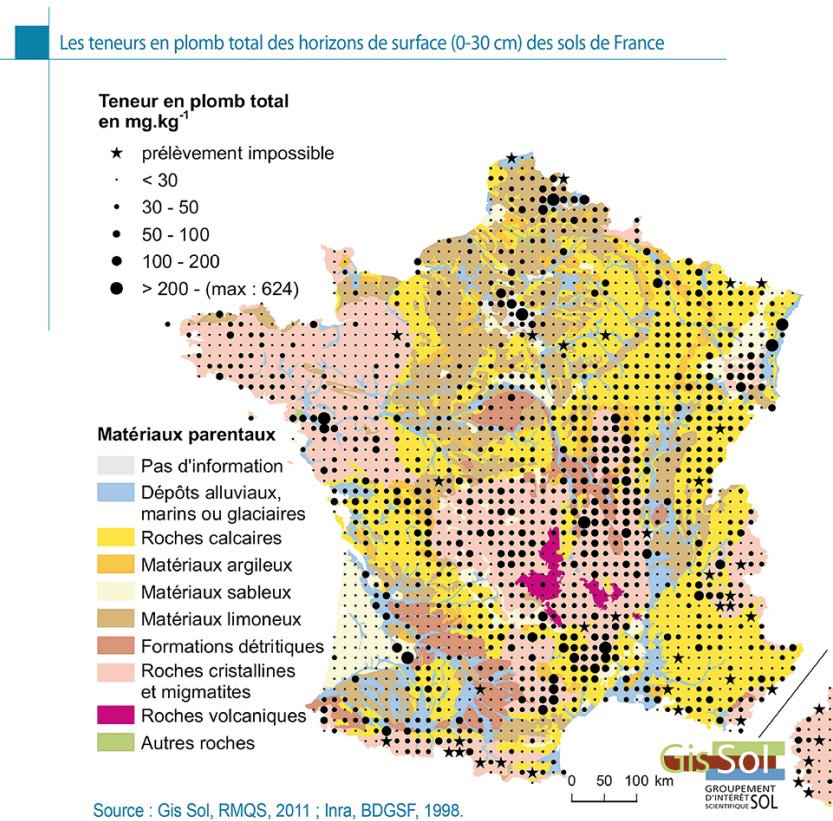 Les teneurs en plomb total des horizons de surface (0-30 cm) des sols de France
Teneur en plomb total
en mg.kg⁻¹
prélèvement impossible
< 30
30 - 50
50 - 100
100 - 200
> 200 - (max : 624)
Matériaux parentaux
Pas d'information
Dépôts alluviaux,
marins ou glaciaires
Roches calcaires
Matériaux argileux
Matériaux sableux
Matériaux limoneux
Formations détritiques
Roches cristallines
et migmatites
Roches volcaniques
Autres roches
0 50 100 km
Gis Sol
GROUPEMENT
D'INTÉRÊT
SCIENTIFIQUE SOL
Source : Gis Sol, RMQS, 2011 ; Inra, BDGSF, 1998.